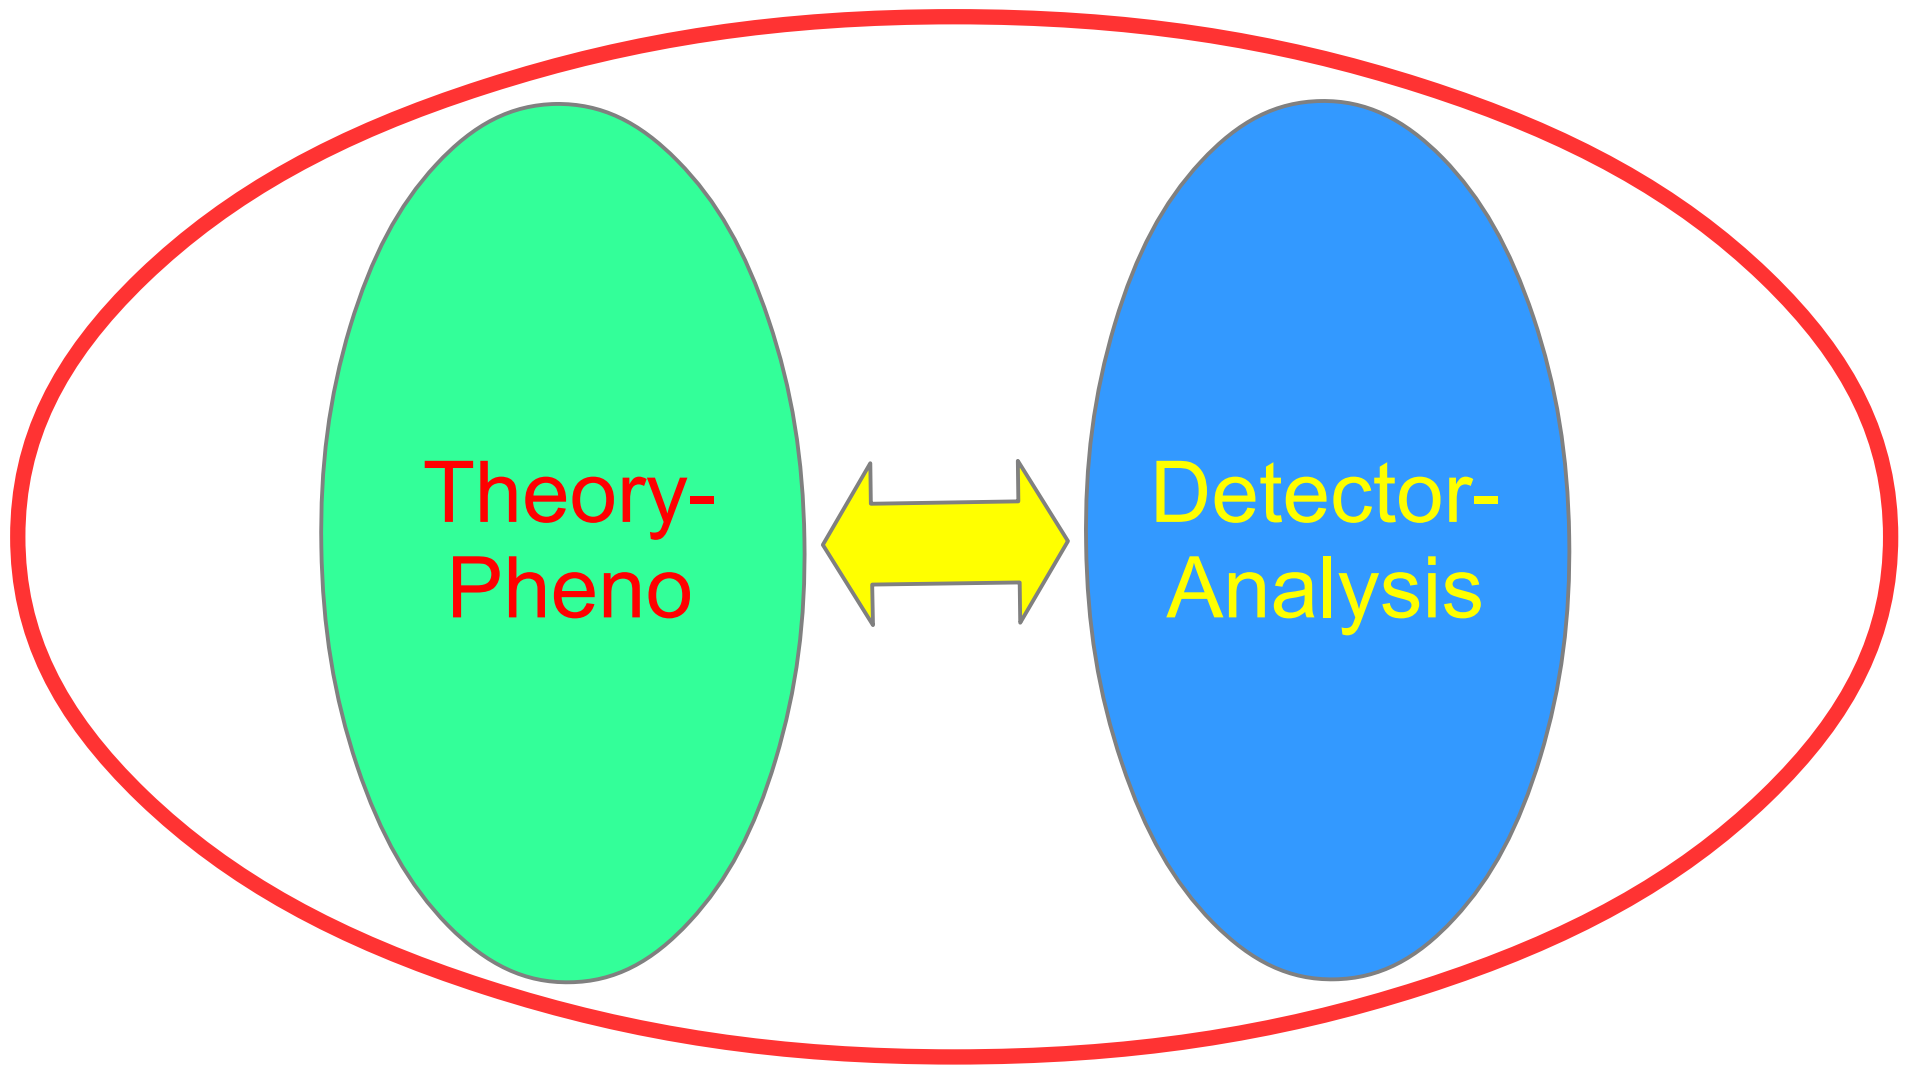 Theory-
Pheno
Detector-
Analysis